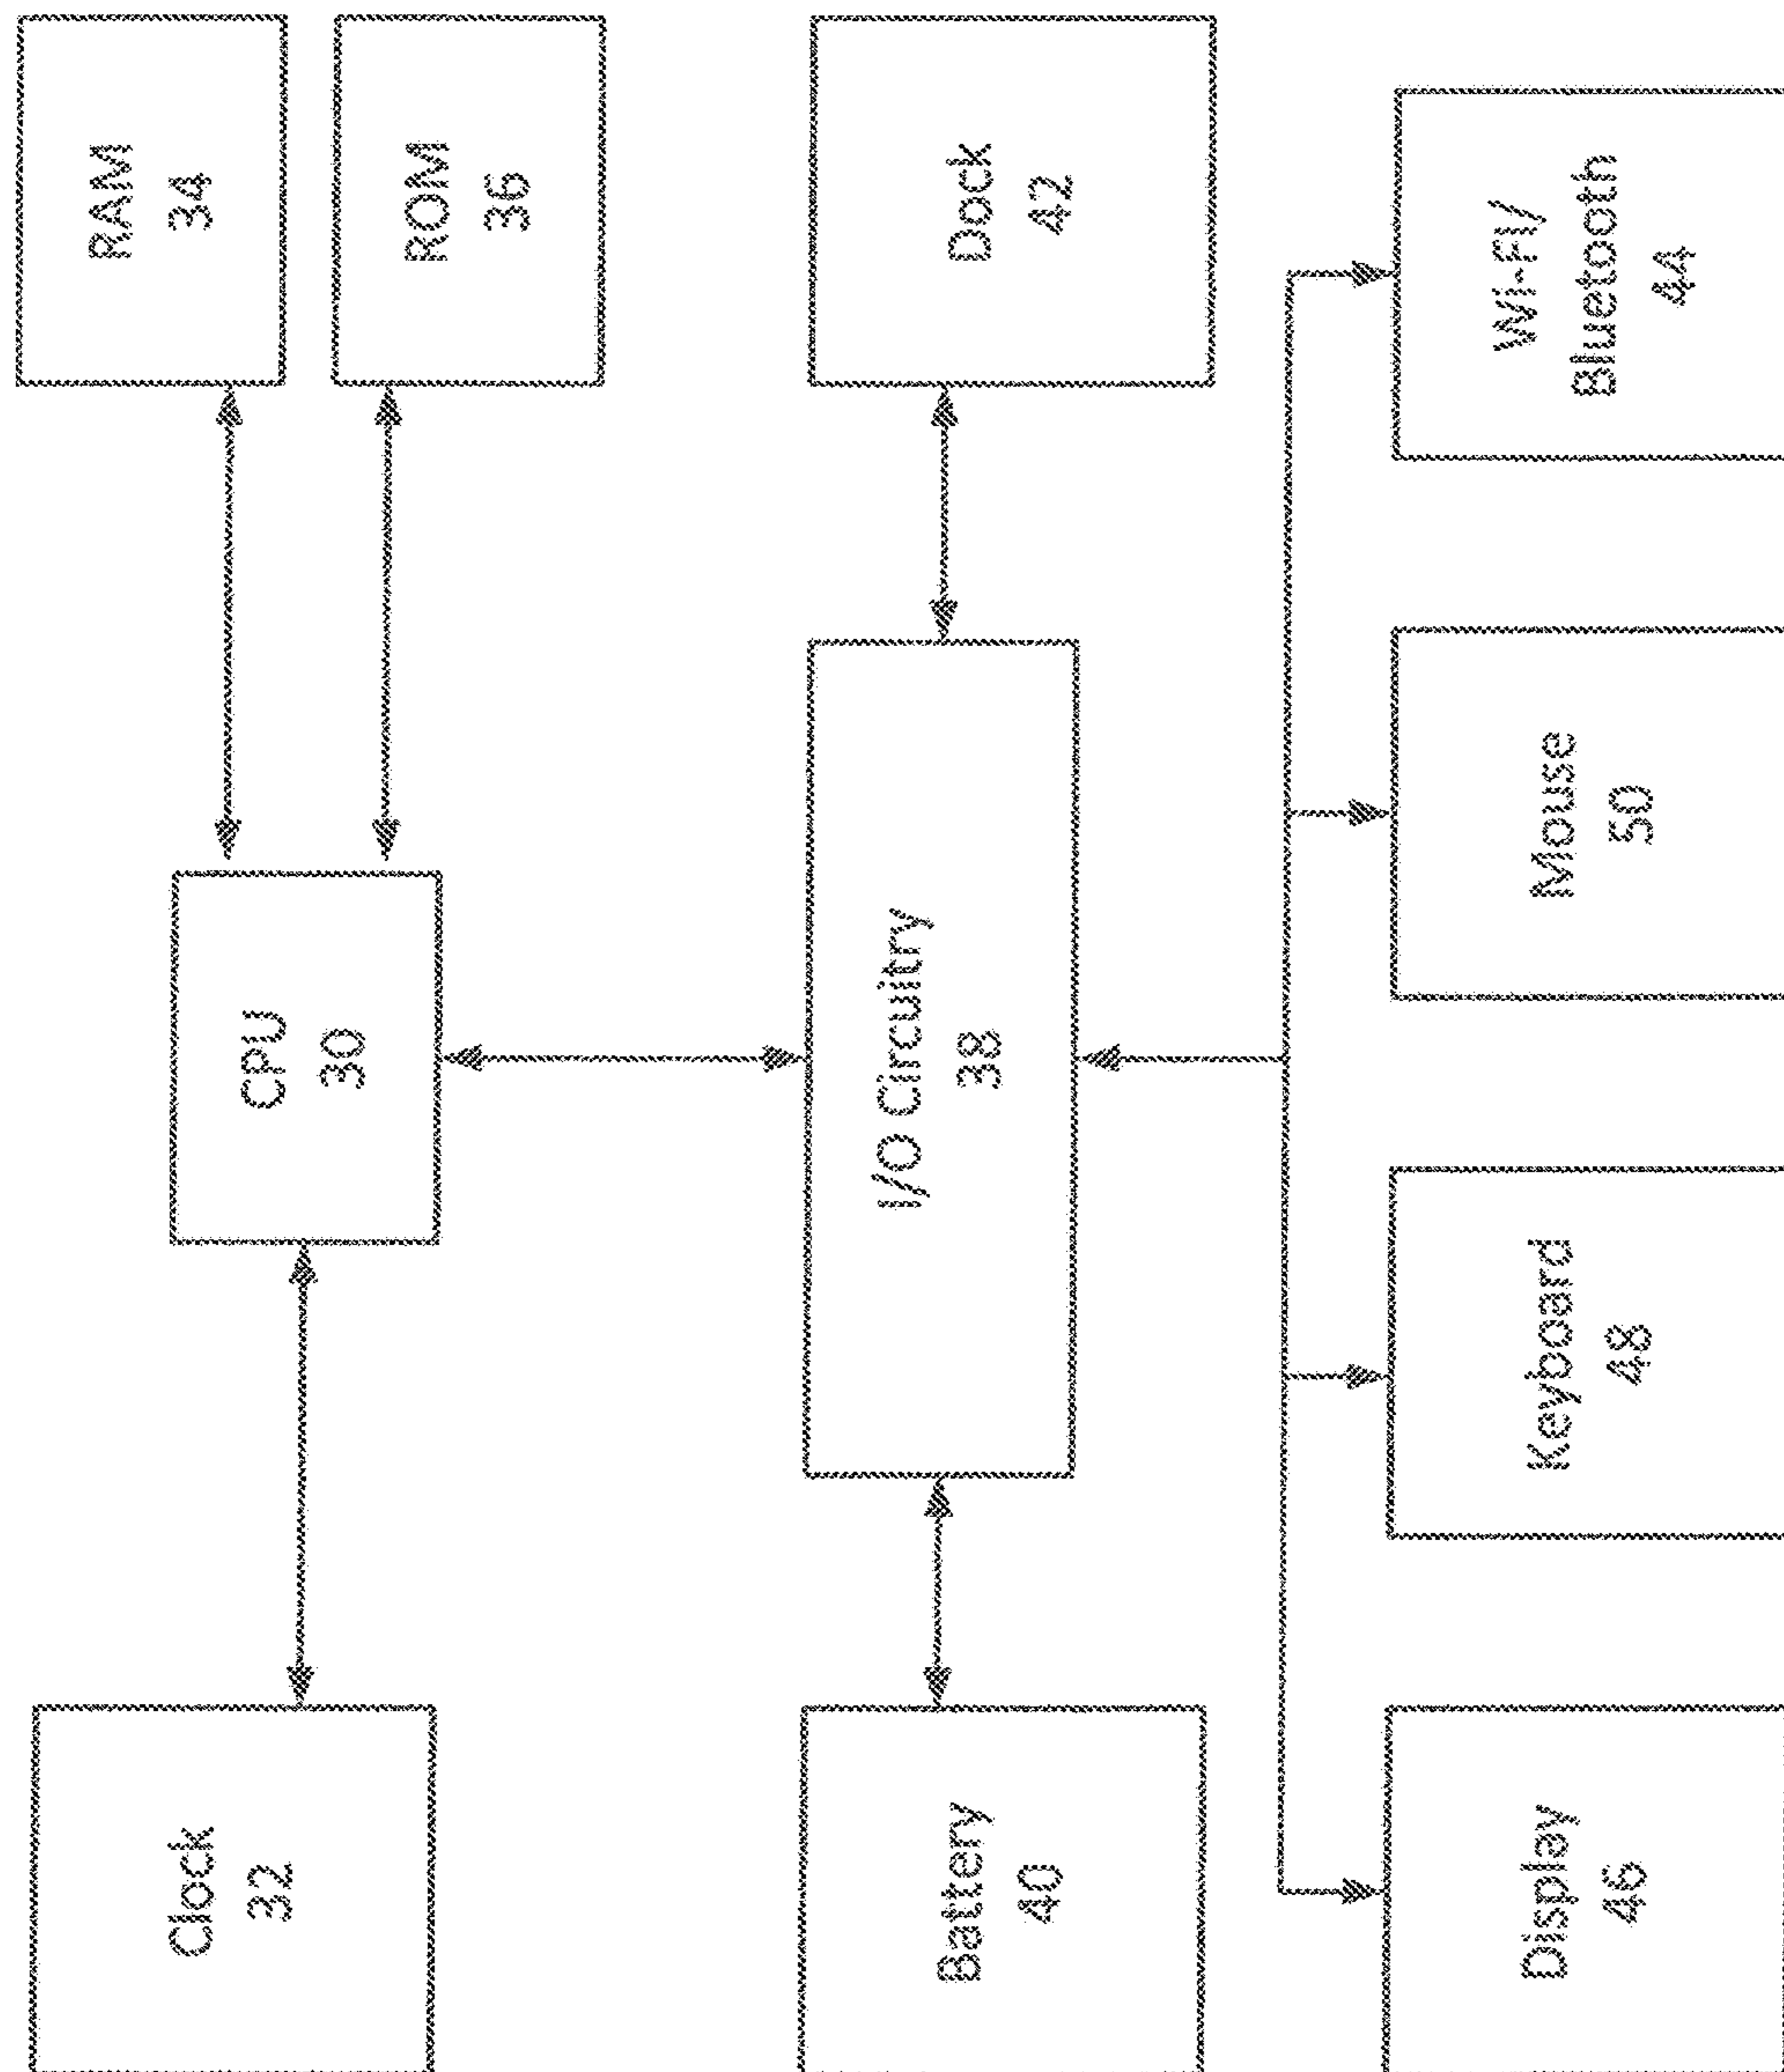 Clock
32
CPU
30
RAM
34
ROM
36
Battery
40
I/O Circuitry
38
Dock
42
Display
46
Keyboard
48
Mouse
50
Wi-Fi/
Bluetooth
44